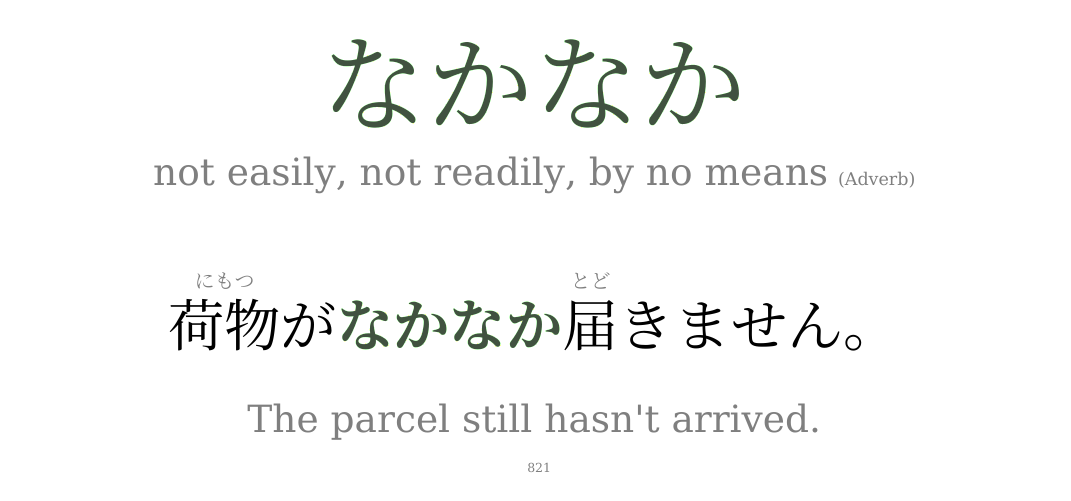 なかなか
not easily, not readily, by no means (Adverb)
にもつ とど
荷物がなかなか届きません。
The parcel still hasn't arrived.
821